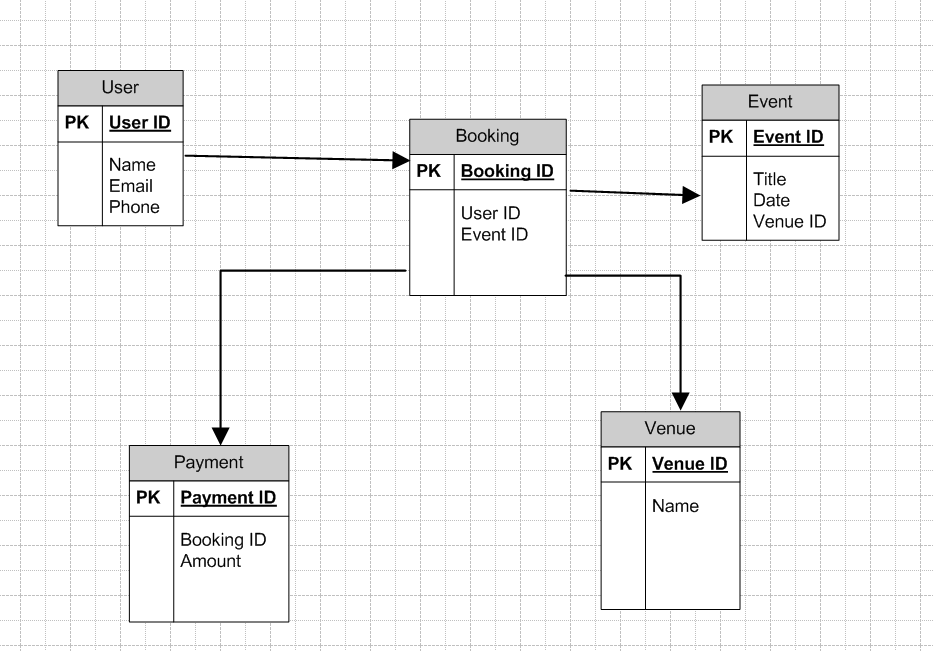 User
PK User ID
Name
Email
Phone
Booking
PK Booking ID
User ID
Event ID
Event
PK Event ID
Title
Date
Venue ID
Payment
PK Payment ID
Booking ID
Amount
Venue
PK Venue ID
Name